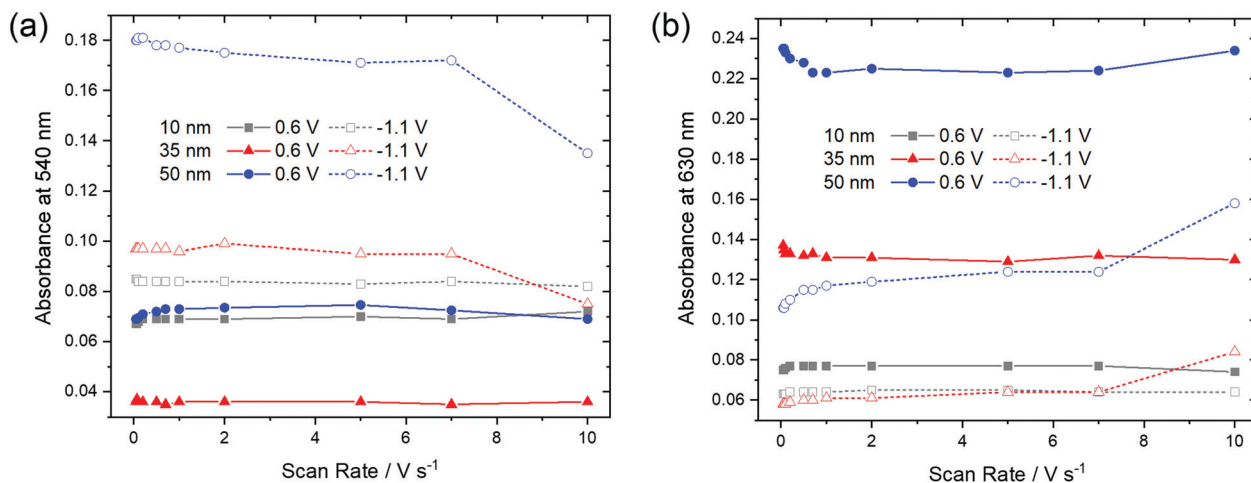 (a)
Absorbance at 540 nm
0.18
0.16
0.14
0.12
0.10
0.08
0.06
0.04
10 nm 0.6 V -1.1 V
35 nm 0.6 V -1.1 V
50 nm 0.6 V -1.1 V
0 2 4 6 8 10
Scan Rate / V s⁻¹
(b)
Absorbance at 630 nm
0.24
0.22
0.20
0.18
0.16
0.14
0.12
0.10
0.08
0.06
10 nm 0.6 V -1.1 V
35 nm 0.6 V -1.1 V
50 nm 0.6 V -1.1 V
0 2 4 6 8 10
Scan Rate / V s⁻¹